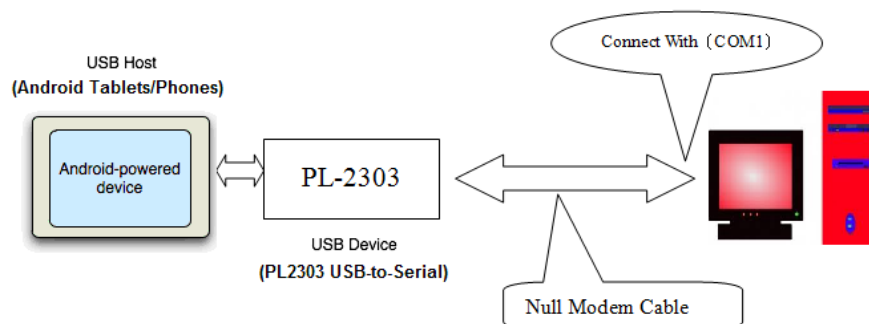 Connect With（COM1）
USB Host
(Android Tablets/Phones)
Android-powered
device
PL-2303
USB Device
(PL2303 USB-to-Serial)
Null Modem Cable